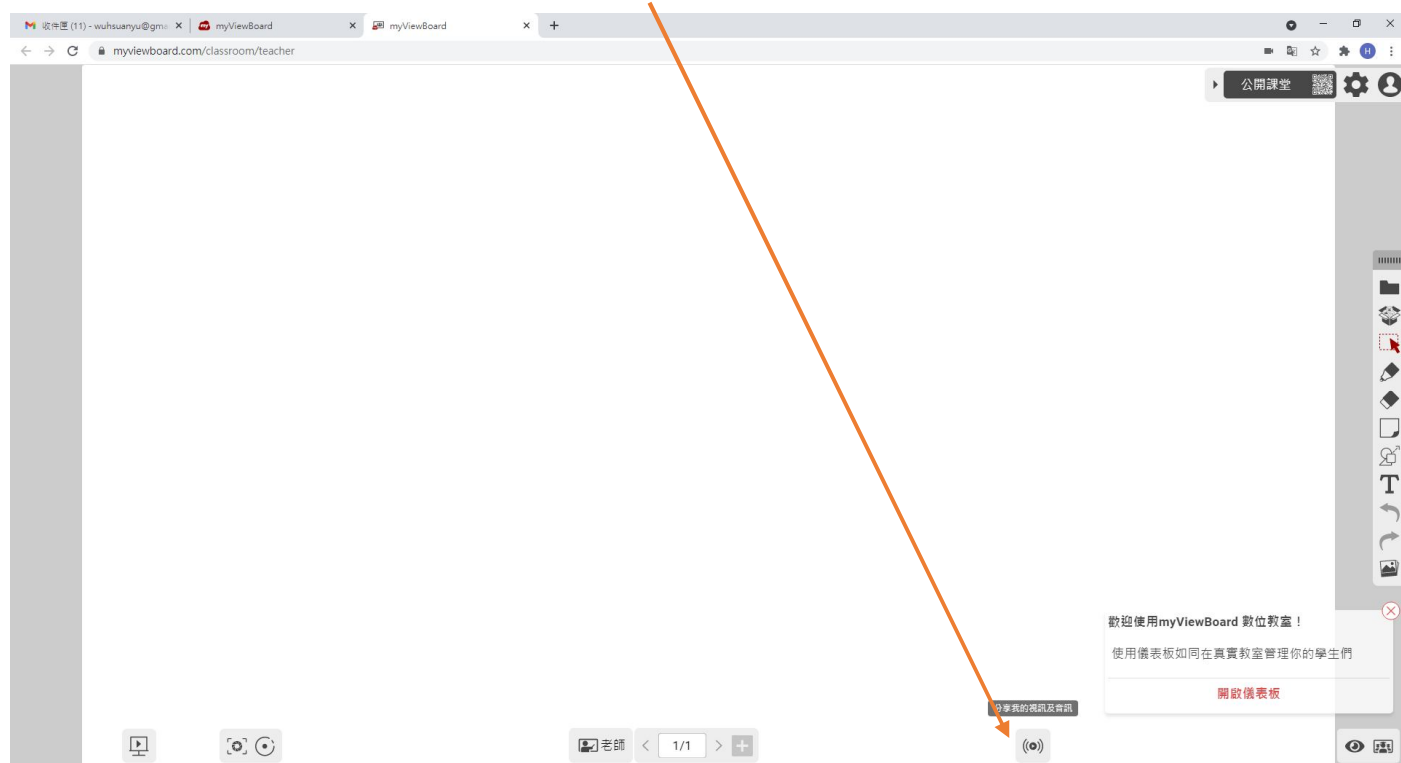 收件匣 (11) - wuhsuanyu@gma
myViewBoard
myViewBoard
myviewboard.com/classroom/teacher
H
公開課堂
T
歡迎使用myViewBoard 數位教室！
使用儀表板如同在真實教室管理你的學生們
開啟儀表板
分享我的視訊及音訊
老師
1/1